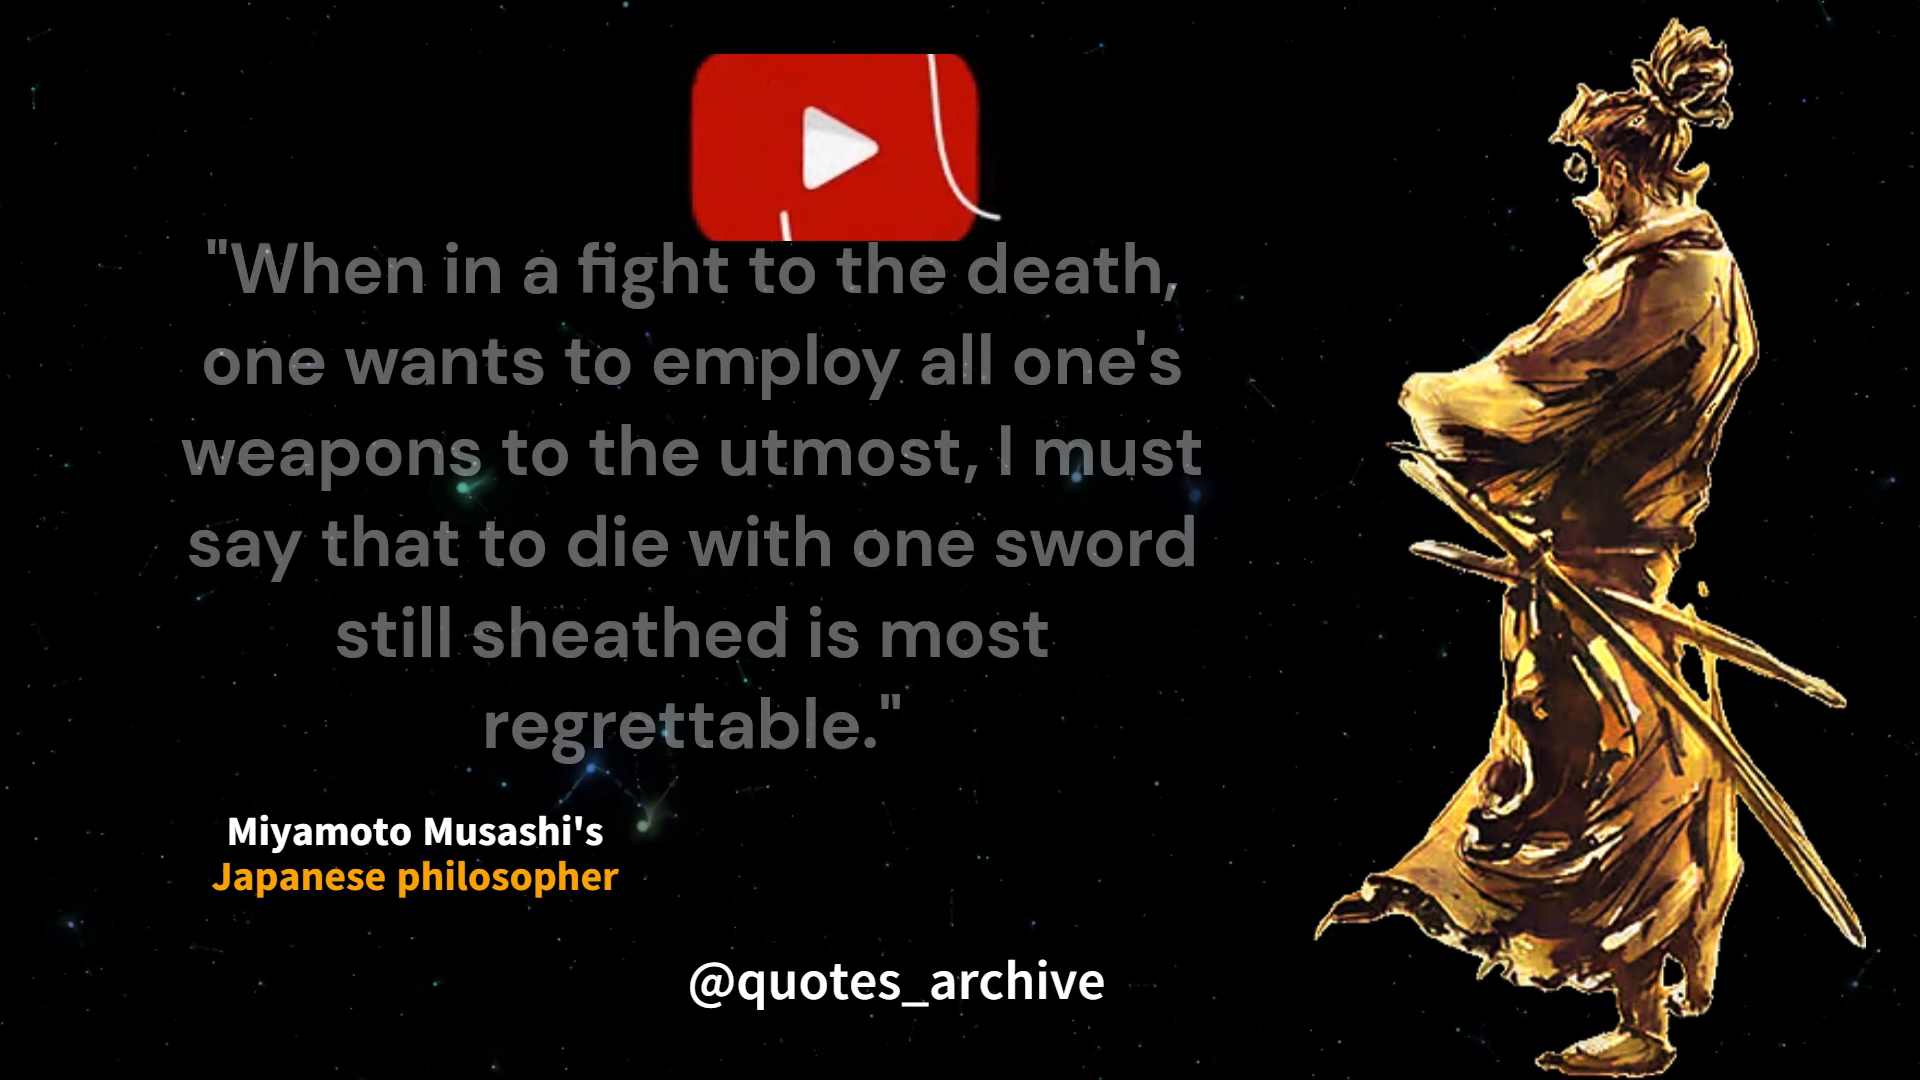 "When in a fight to the death,
one wants to employ all one's
weapons to the utmost, I must
say that to die with one sword
still sheathed is most
regrettable."
Miyamoto Musashi's
Japanese philosopher
@quotes_archive